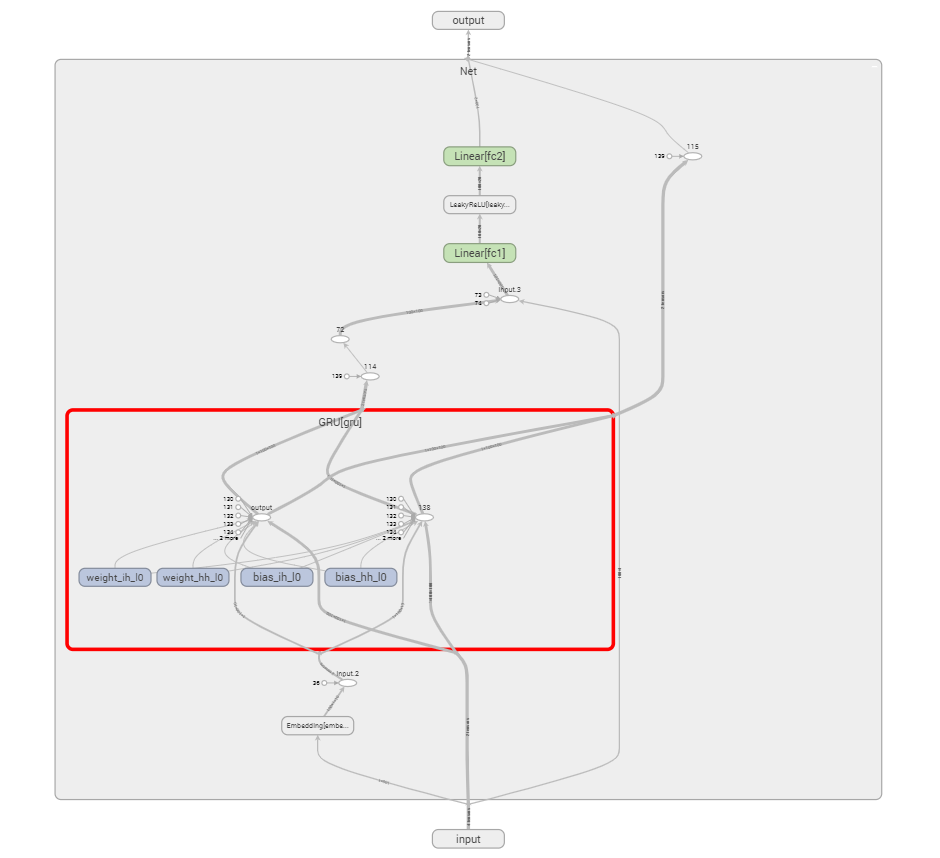 output
Net
115
139
Linear[fc2]
LeakyReLU[leaky...
Linear[fc1]
input.3
73
74
72
114
139
GRU[gru]
130
131
132
133
134
... 2 more
output
130
131
132
133
134
... 2 more
138
weight_ih_l0
weight_hh_l0
bias_ih_l0
bias_hh_l0
input.2
36
Embedding[embe...
input